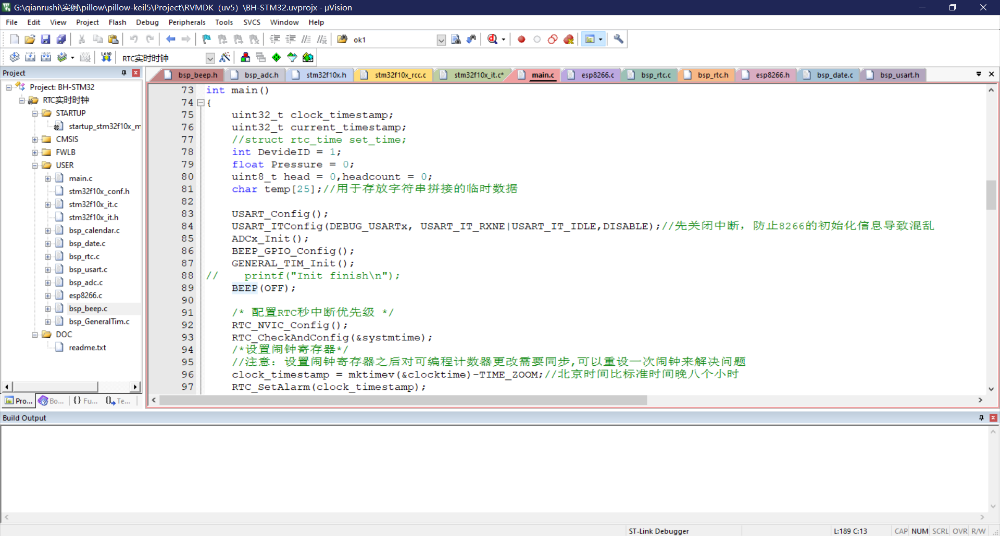 G:\qianrushi\实例\pillow\pillow-keil5\Project\RVMDK（uv5）\BH-STM32.uvprojx - µVision
File Edit View Project Flash Debug Peripherals Tools SVCS Window Help
ok1
LOAD RTC实时时钟
Project
bsp_beep.h bsp_adc.h stm32f10x.h stm32f10x_rcc.c stm32f10x_it.c* main.c esp8266.c bsp_rtc.c bsp_rtc.h esp8266.h bsp_date.c bsp_usart.h
Project: BH-STM32
RTC实时时钟
STARTUP
startup_stm32f10x_m
CMSIS
FWLB
USER
main.c
stm32f10x_conf.h
stm32f10x_it.c
stm32f10x_it.h
bsp_calendar.c
bsp_date.c
bsp_rtc.c
bsp_usart.c
bsp_adc.c
esp8266.c
bsp_beep.c
bsp_GeneralTim.c
DOC
readme.txt
Pro... Bo... {} Fu... Te...
73 int main()
74 {
75 uint32_t clock_timestamp;
76 uint32_t current_timestamp;
77 //struct rtc_time set_time;
78 int DevideID = 1;
79 float Pressure = 0;
80 uint8_t head = 0,headcount = 0;
81 char temp[25];//用于存放字符串拼接的临时数据
82
83 USART_Config();
84 USART_ITConfig(DEBUG_USARTx, USART_IT_RXNE|USART_IT_IDLE,DISABLE);//先关闭中断，防止8266的初始化信息导致混乱
85 ADCx_Init();
86 BEEP_GPIO_Config();
87 GENERAL_TIM_Init();
88 // printf("Init finish\n");
89 BEEP(OFF);
90
91 /* 配置RTC秒中断优先级 */
92 RTC_NVIC_Config();
93 RTC_CheckAndConfig(&systmtime);
94 /*设置闹钟寄存器*/
95 //注意：设置闹钟寄存器之后对可编程计数器更改需要同步,可以重设一次闹钟来解决问题
96 clock_timestamp = mktimev(&clocktime)-TIME_ZOOM;//北京时间比标准时间晚八个小时
97 RTC_SetAlarm(clock_timestamp);
Build Output
ST-Link Debugger L:189 C:13 CAP NUM SCRL OVR R/W